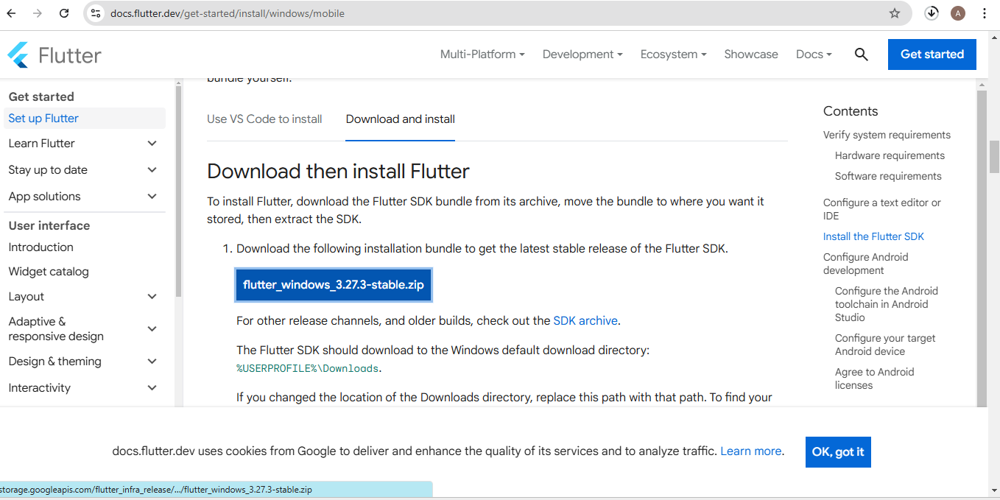 docs.flutter.dev/get-started/install/windows/mobile
A
Flutter
Multi-Platform
Development
Ecosystem
Showcase
Docs
Get started
Get started
Set up Flutter
Learn Flutter
Stay up to date
App solutions
User interface
Introduction
Widget catalog
Layout
Adaptive &
responsive design
Design & theming
Interactivity
bundle yourself.
Use VS Code to install
Download and install
Download then install Flutter
To install Flutter, download the Flutter SDK bundle from its archive, move the bundle to where you want it
stored, then extract the SDK.
1. Download the following installation bundle to get the latest stable release of the Flutter SDK.
flutter_windows_3.27.3-stable.zip
For other release channels, and older builds, check out the SDK archive.
The Flutter SDK should download to the Windows default download directory:
%USERPROFILE%\Downloads.
If you changed the location of the Downloads directory, replace this path with that path. To find your
Contents
Verify system requirements
Hardware requirements
Software requirements
Configure a text editor or
IDE
Install the Flutter SDK
Configure Android
development
Configure the Android
toolchain in Android
Studio
Configure your target
Android device
Agree to Android
licenses
docs.flutter.dev uses cookies from Google to deliver and enhance the quality of its services and to analyze traffic. Learn more.
OK, got it
storage.googleapis.com/flutter_infra_release/.../flutter_windows_3.27.3-stable.zip